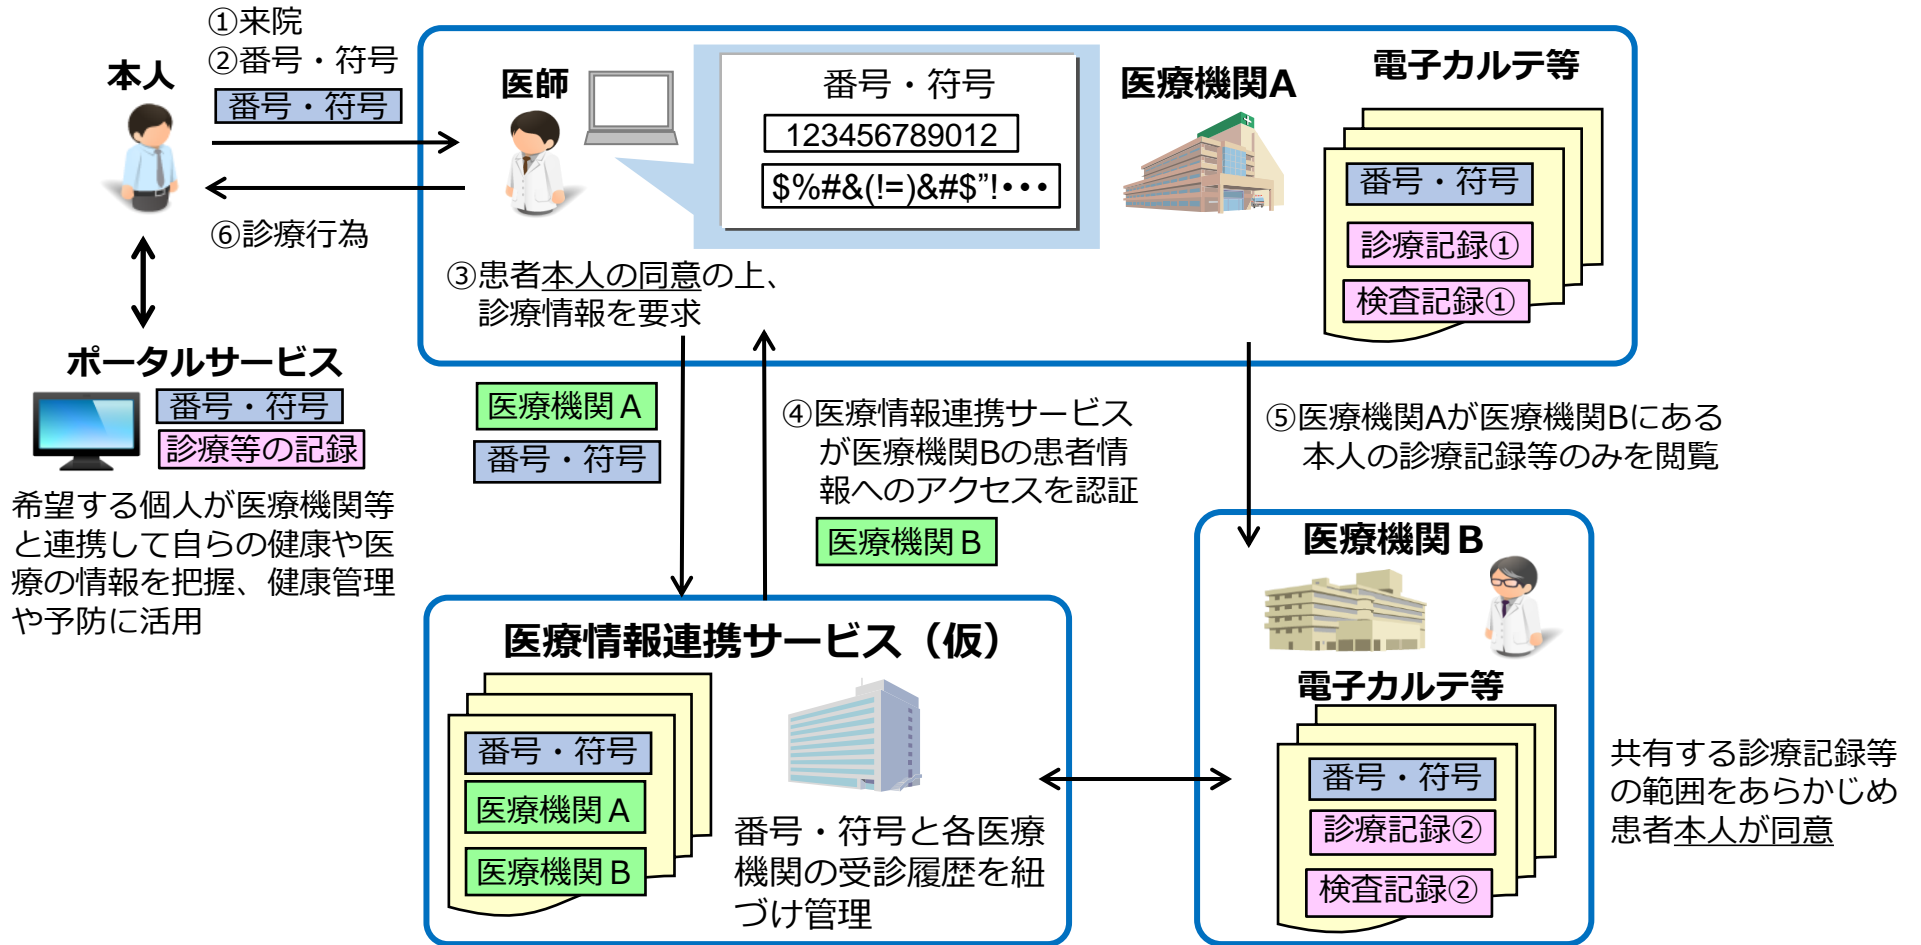 ①来院
②番号・符号
番号・符号
本人
⑥診療行為
医師
番号・符号
123456789012
$%#&(!=)&#$”!・・・
医療機関A
電子カルテ等
番号・符号
診療記録①
検査記録①
③患者本人の同意の上、
診療情報を要求
ポータルサービス
番号・符号
診療等の記録
希望する個人が医療機関等
と連携して自らの健康や医
療の情報を把握、健康管理
や予防に活用
医療機関A
番号・符号
④医療情報連携サービス
が医療機関Bの患者情
報へのアクセスを認証
医療機関B
⑤医療機関Aが医療機関Bにある
本人の診療記録等のみを閲覧
医療情報連携サービス（仮）
番号・符号
医療機関A
医療機関B
番号・符号と各医療
機関の受診履歴を紐
づけ管理
医療機関B
電子カルテ等
番号・符号
診療記録②
検査記録②
共有する診療記録等
の範囲をあらかじめ
患者本人が同意